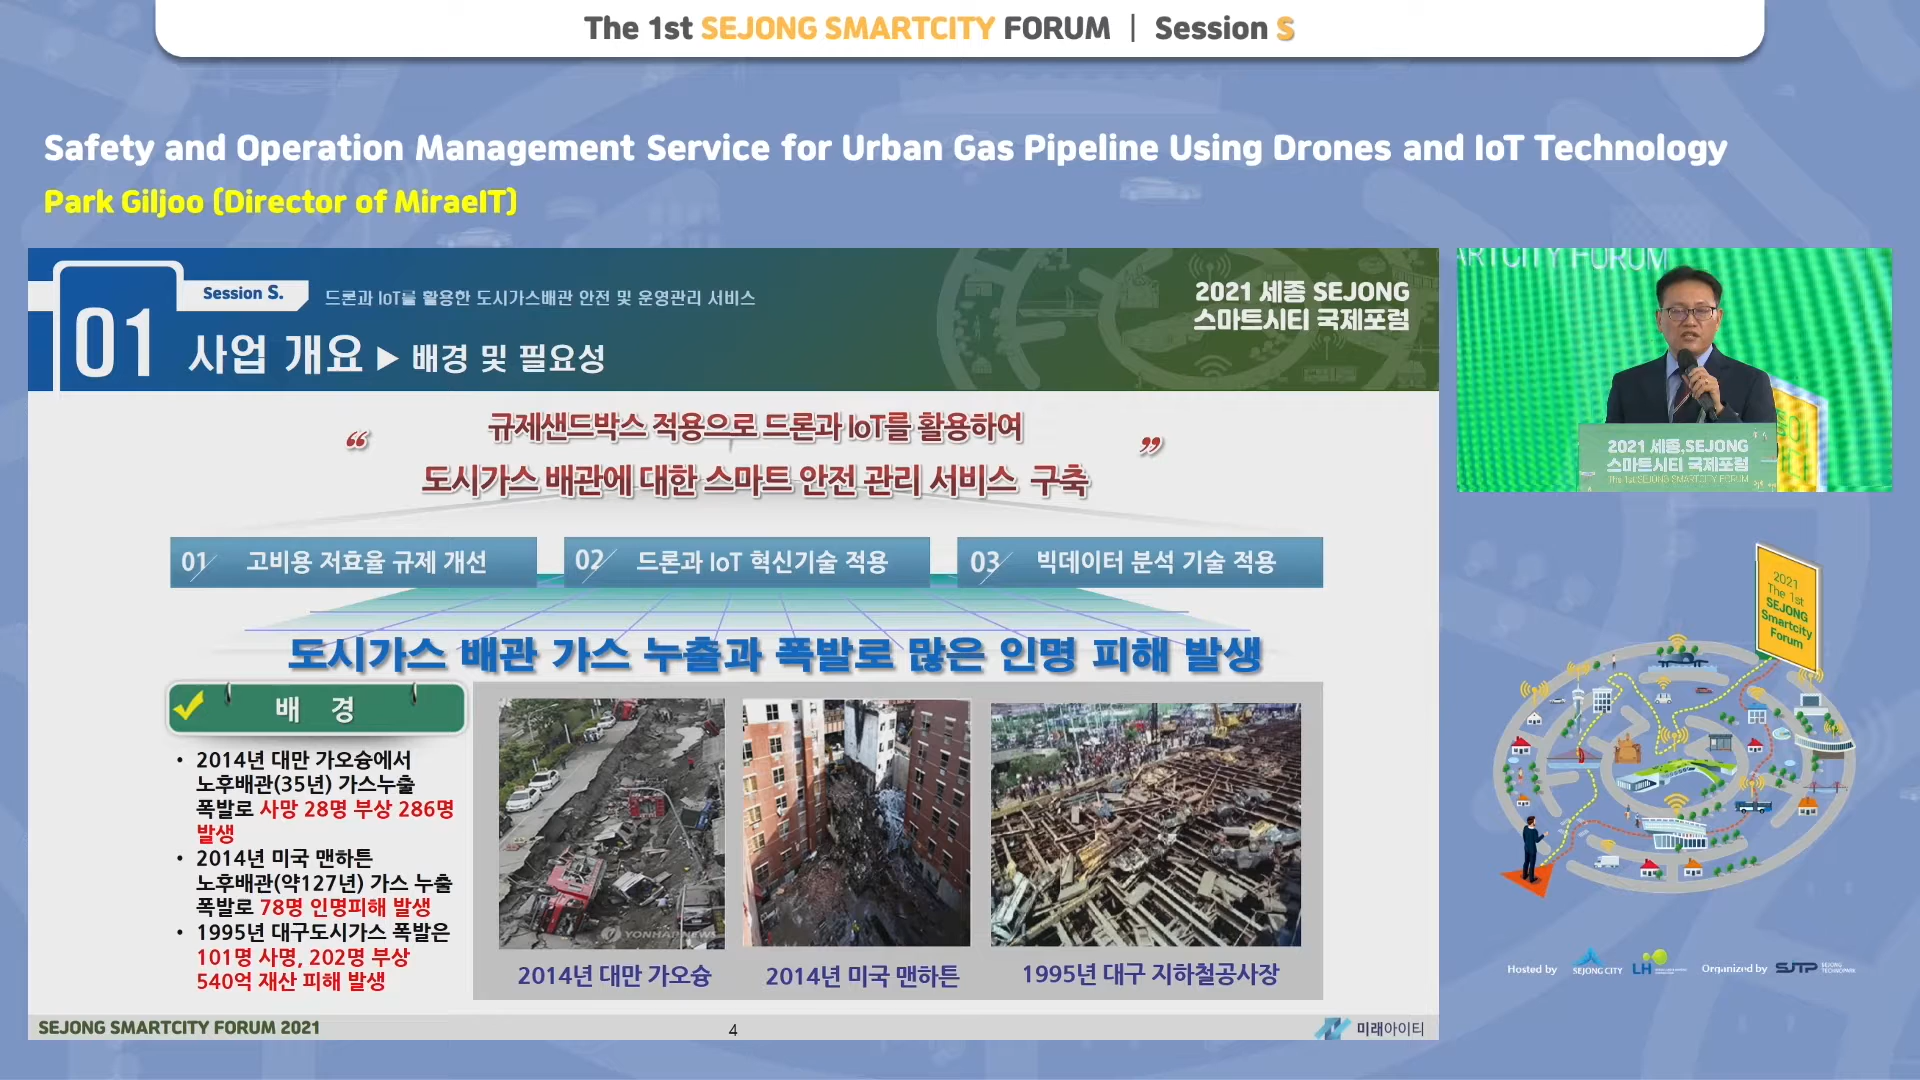 The 1st SEJONG SMARTCITY FORUM | Session S
Safety and Operation Management Service for Urban Gas Pipeline Using Drones and IoT Technology
Park Giljoo (Director of MiraeIT)
01
Session S.
드론과 IoT를 활용한 도시가스배관 안전 및 운영관리 서비스
사업 개요 ▶ 배경 및 필요성
2021 세종 SEJONG
스마트시티 국제포럼
“ 규제샌드박스 적용으로 드론과 IoT를 활용하여 ”
도시가스 배관에 대한 스마트 안전 관리 서비스 구축
01 고비용 저효율 규제 개선
02 드론과 IoT 혁신기술 적용
03 빅데이터 분석 기술 적용
도시가스 배관 가스 누출과 폭발로 많은 인명 피해 발생
배 경
• 2014년 대만 가오슝에서
노후배관(35년) 가스누출
폭발로 사망 28명 부상 286명
발생
• 2014년 미국 맨하튼
노후배관(약127년) 가스 누출
폭발로 78명 인명피해 발생
• 1995년 대구도시가스 폭발은
101명 사명, 202명 부상
540억 재산 피해 발생
YONHAP NEWS
2014년 대만 가오슝
2014년 미국 맨하튼
1995년 대구 지하철공사장
SEJONG SMARTCITY FORUM 2021
4
미래아이티
ARTCITY FORUM
2021 세종 SEJONG
스마트시티 국제포럼
The 1st SEJONG SMARTCITY FORUM
2021
The 1st
SEJONG
Smartcity
Forum
Hosted by
SEJONG CITY
LH
Organized by
SJTP
SEJONG
TECHNOPARK